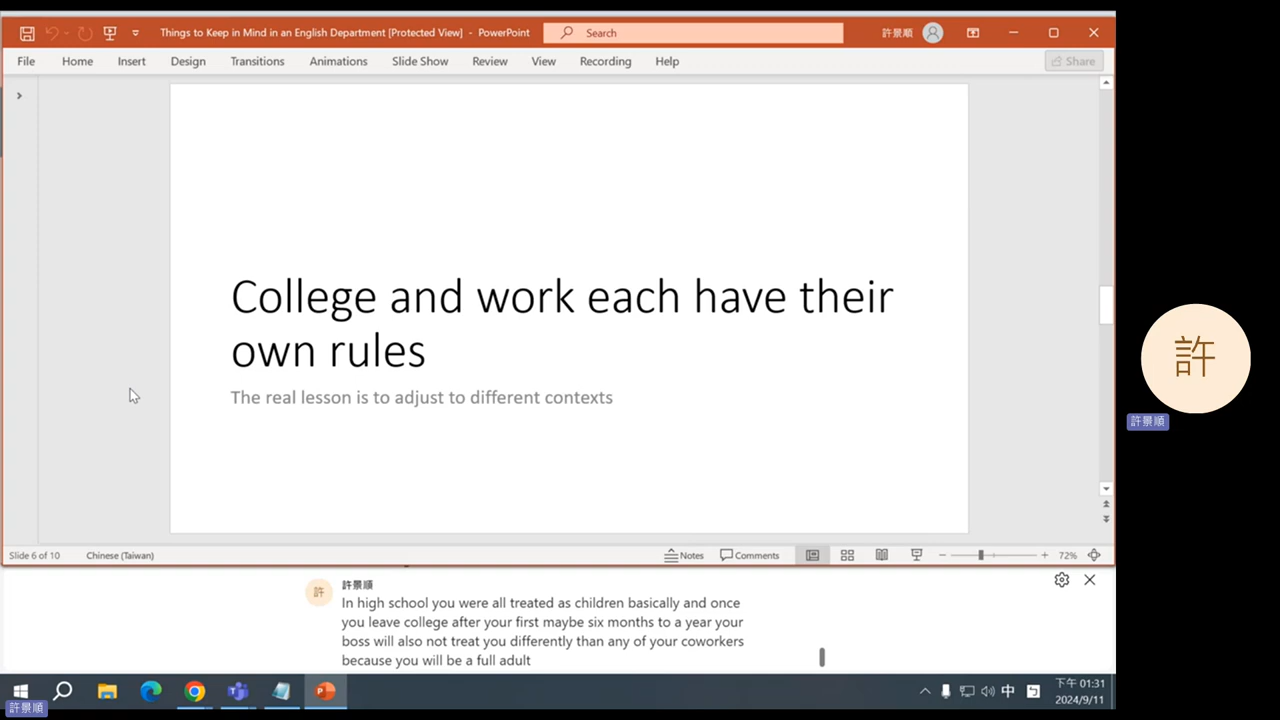 Things to Keep in Mind in an English Department [Protected View] - PowerPoint
Search
許景順
File Home Insert Design Transitions Animations Slide Show Review View Recording Help Share
College and work each have their
own rules
The real lesson is to adjust to different contexts
許
許景順
Slide 6 of 10 Chinese (Taiwan) Notes Comments 72%
許
許景順
In high school you were all treated as children basically and once
you leave college after your first maybe six months to a year your
boss will also not treat you differently than any of your coworkers
because you will be a full adult
中
下午 01:31
2024/9/11
許景順